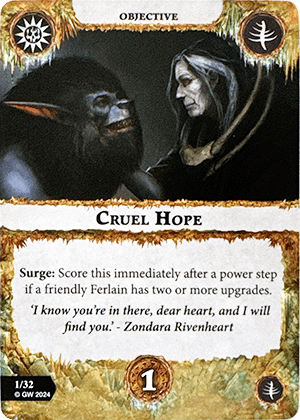 OBJECTIVE
CRUEL HOPE
Surge: Score this immediately after a power step
if a friendly Ferlain has two or more upgrades.
‘I know you’re in there, dear heart, and I will
find you.’ - Zondara Rivenheart
1/32
© GW 2024
1